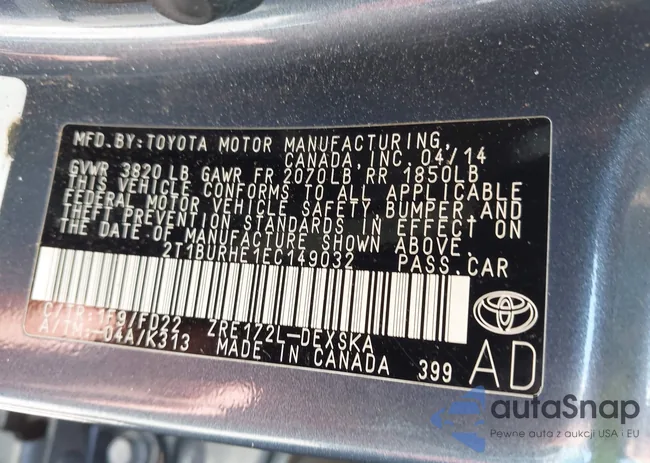 MFD.BY:TOYOTA MOTOR MANUFACTURING,
CANADA,INC. 04/14
GVWR 3820 LB GAWR FR 2070LB RR 1850LB
THIS VEHICLE CONFORMS TO ALL APPLICABLE
FEDERAL MOTOR VEHICLE SAFETY, BUMPER, AND
THEFT PREVENTION STANDARDS IN EFFECT ON
THE DATE OF MANUFACTURE SHOWN ABOVE.
2T1BURHE1EC149032 PASS.CAR
C/TR:1F9/FD22 ZRE172L-DEXSKA
A/TM:-04A/K313 MADE IN CANADA 399 AD
autaSnap
Pewne auta z aukcji USA i EU